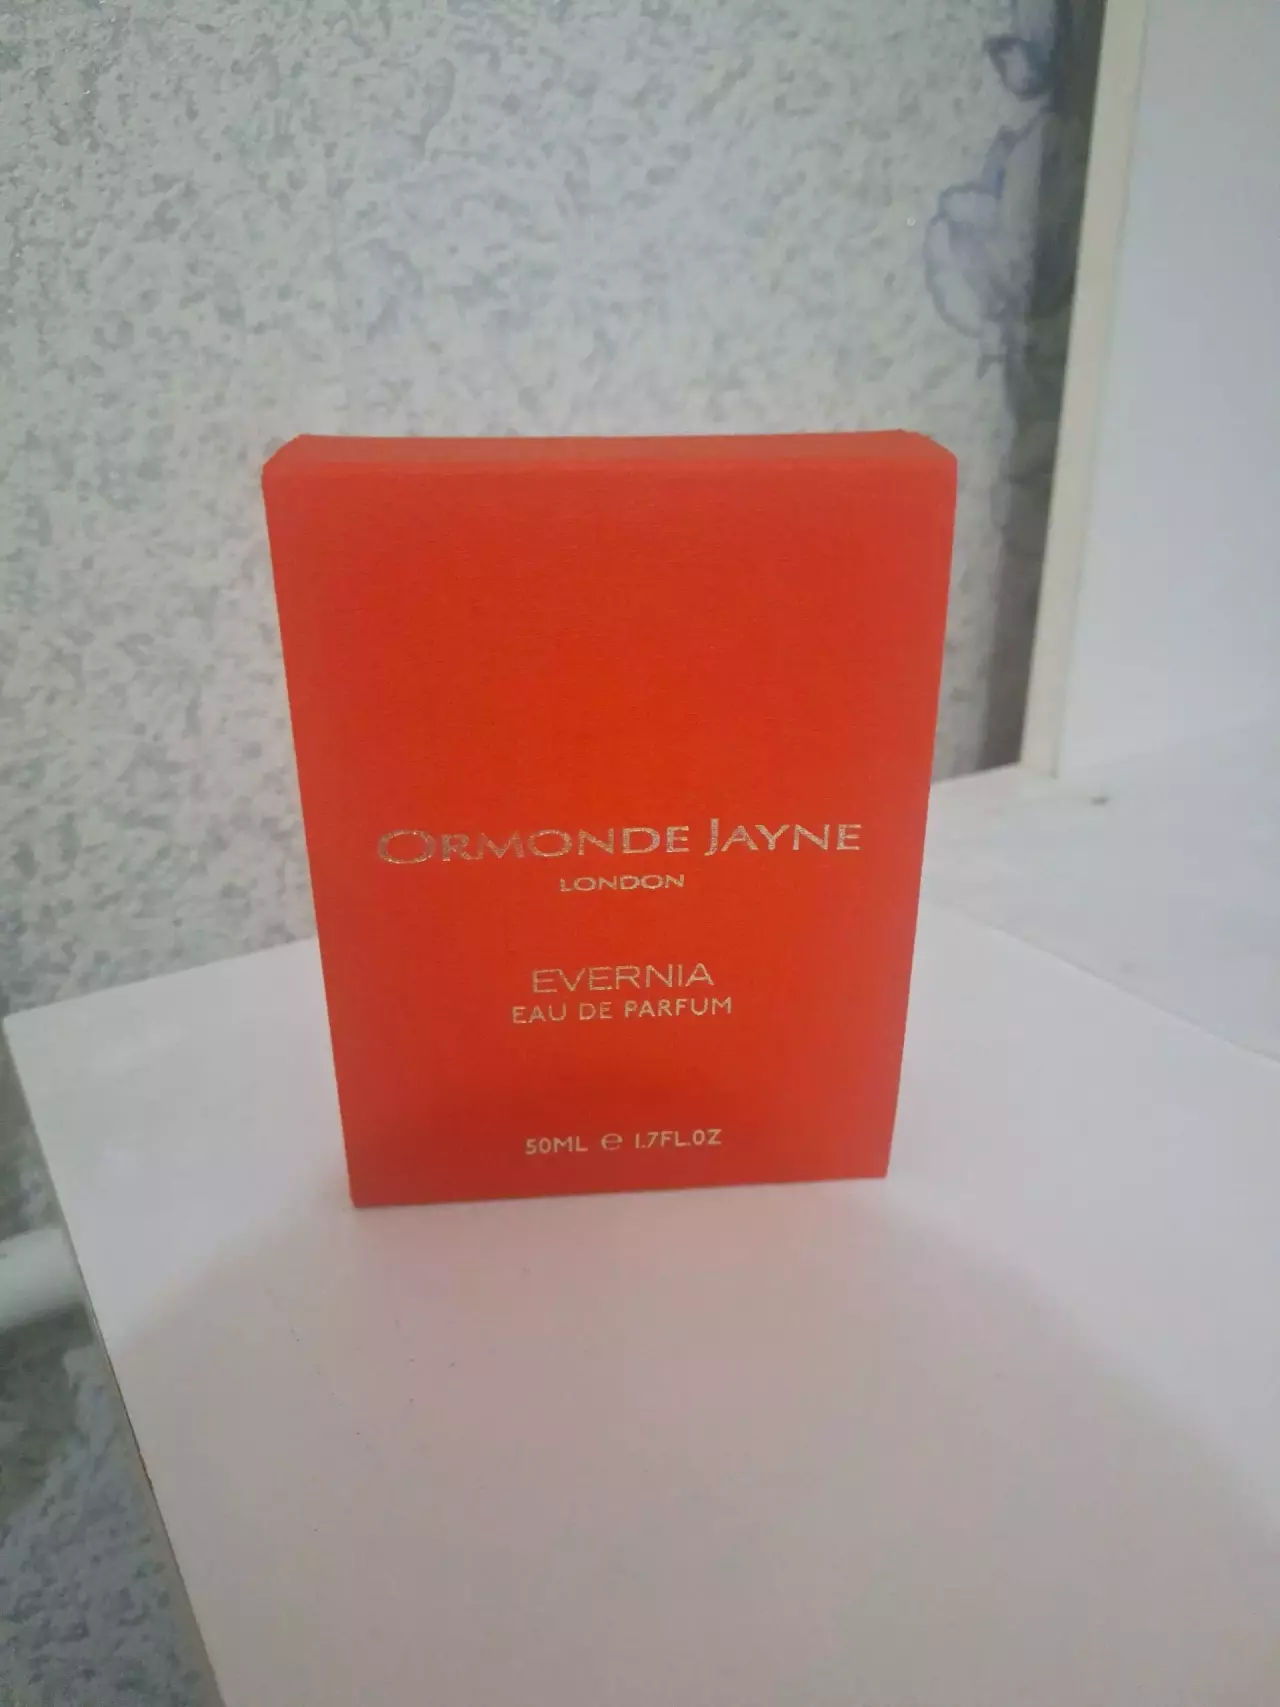 ORMONDE JAYNE
LONDON
EVERNIA
EAU DE PARFUM
50ML ℮ 1.7FL.OZ